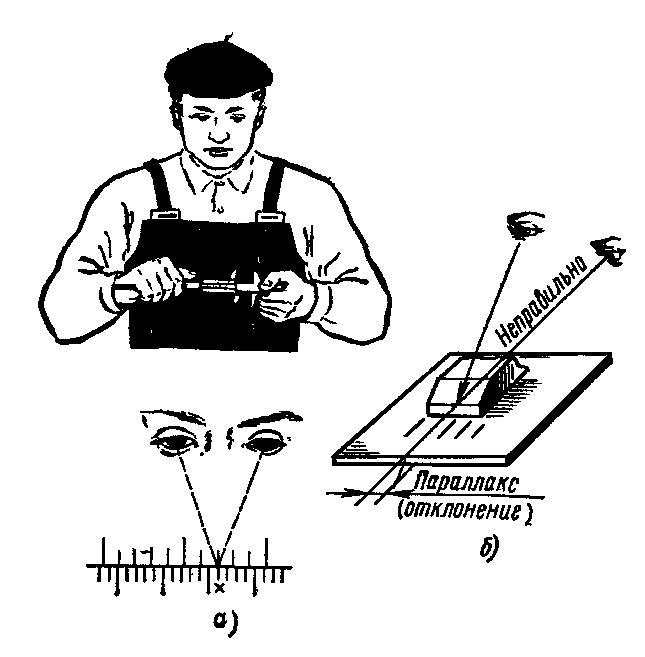 Неправильно
Параллакс
(отклонение)
х
а)
б)